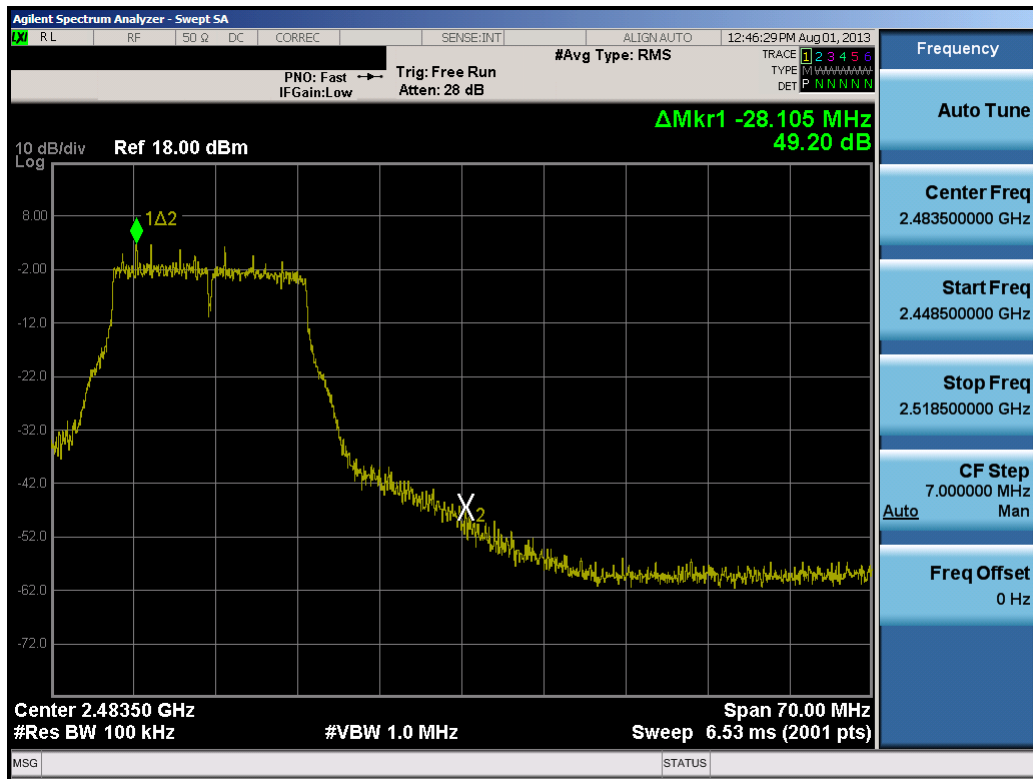 Agilent Spectrum Analyzer - Swept SA
LXI RL RF 50 Ω DC CORREC SENSE:INT ALIGN AUTO 12:46:29 PM Aug 01, 2013
#Avg Type: RMS TRACE 1 2 3 4 5 6
PNO: Fast Trig: Free Run TYPE M W W W W W
IFGain:Low Atten: 28 dB DET P N N N N N
ΔMkr1 -28.105 MHz
49.20 dB
10 dB/div Ref 18.00 dBm
Log
8.00
1Δ2
-2.00
-12.0
-22.0
-32.0
-42.0
X2
-52.0
-62.0
-72.0
Center 2.48350 GHz Span 70.00 MHz
#Res BW 100 kHz #VBW 1.0 MHz Sweep 6.53 ms (2001 pts)
MSG STATUS
Frequency
Auto Tune
Center Freq
2.483500000 GHz
Start Freq
2.448500000 GHz
Stop Freq
2.518500000 GHz
CF Step
7.000000 MHz
Auto Man
Freq Offset
0 Hz